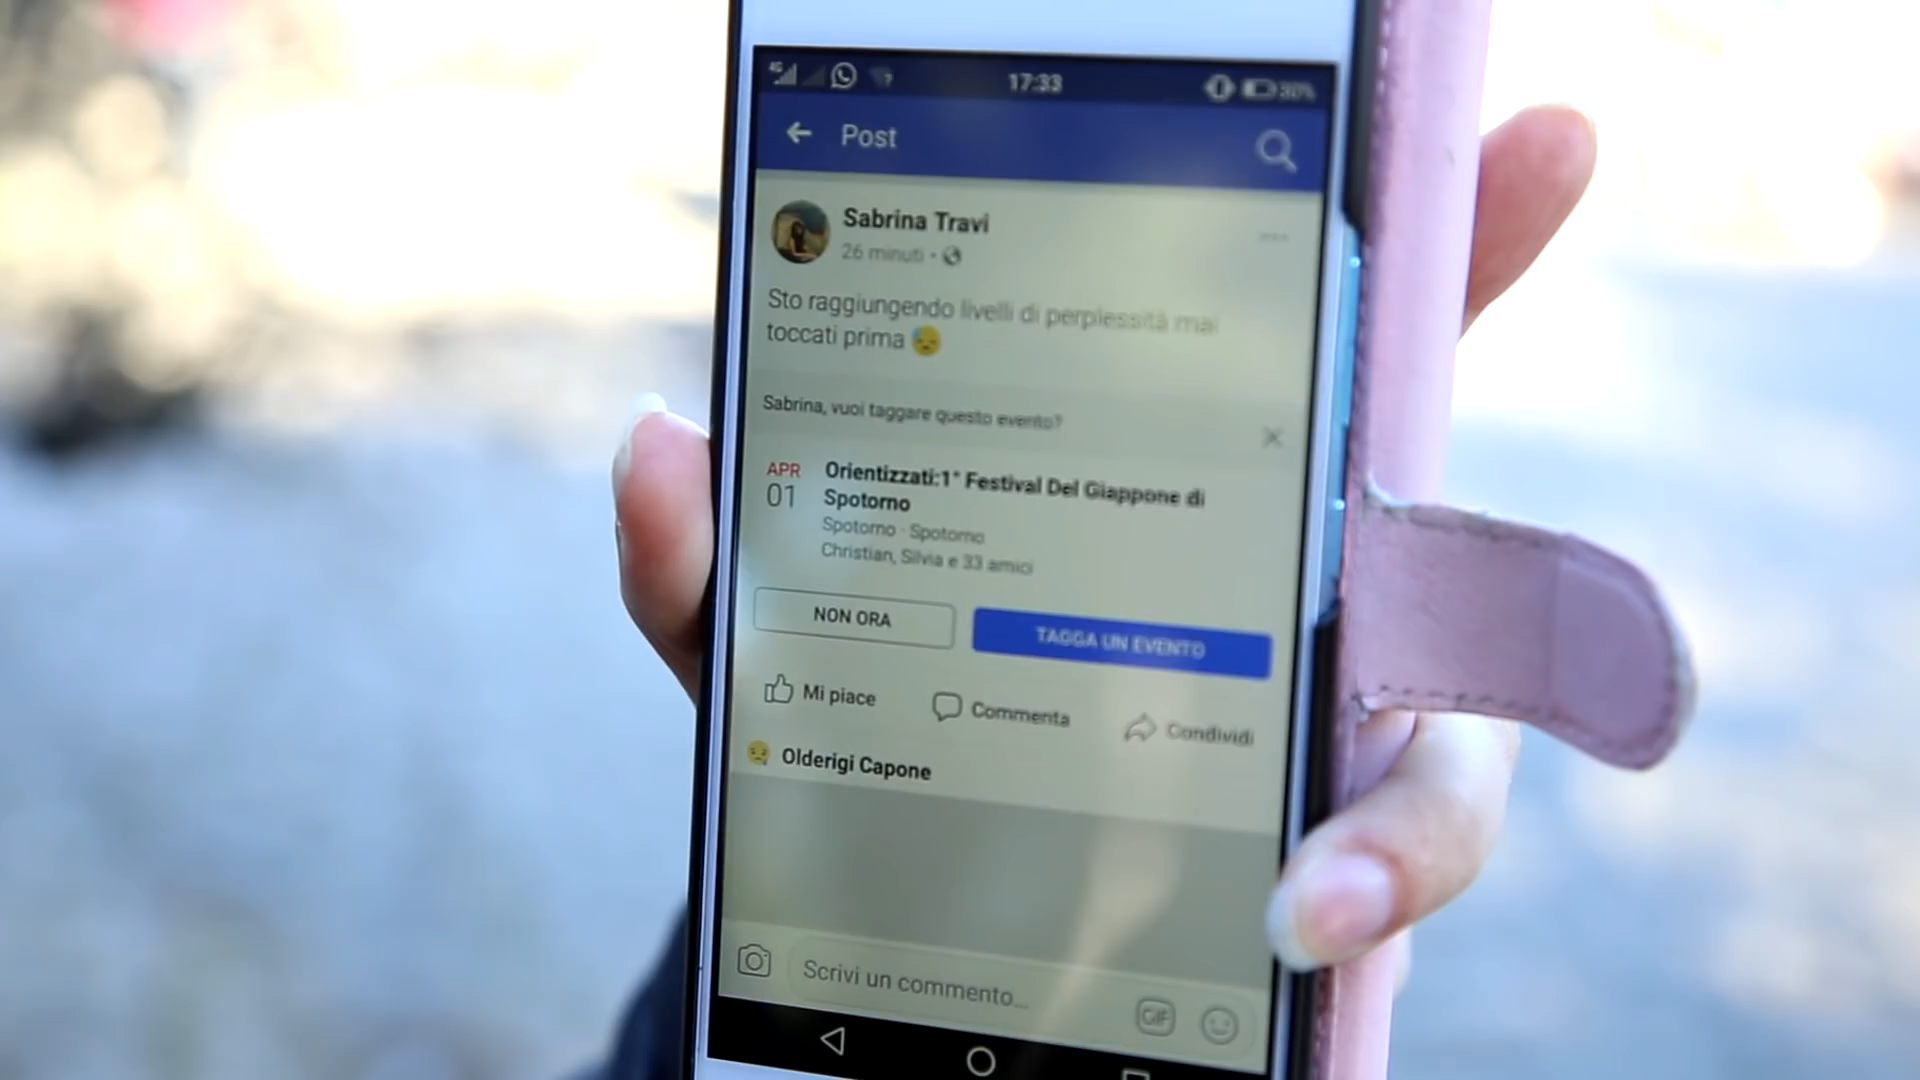 4G 17:33 30%
Post
Sabrina Travi
26 minuti
Sto raggiungendo livelli di perplessità mai
toccati prima
Sabrina, vuoi taggare questo evento?
APR
01
Orientizzati:1° Festival Del Giappone di
Spotorno
Spotorno · Spotorno
Christian, Silvia e 33 amici
NON ORA
TAGGA UN EVENTO
Mi piace
Commenta
Condividi
Olderigi Capone
Scrivi un commento...
GIF